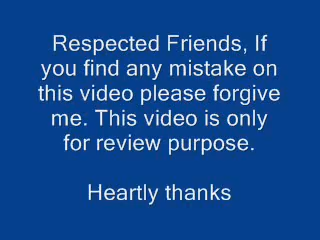 Respected Friends, If
you find any mistake on
this video please forgive
me. This video is only
for review purpose.
Heartly thanks